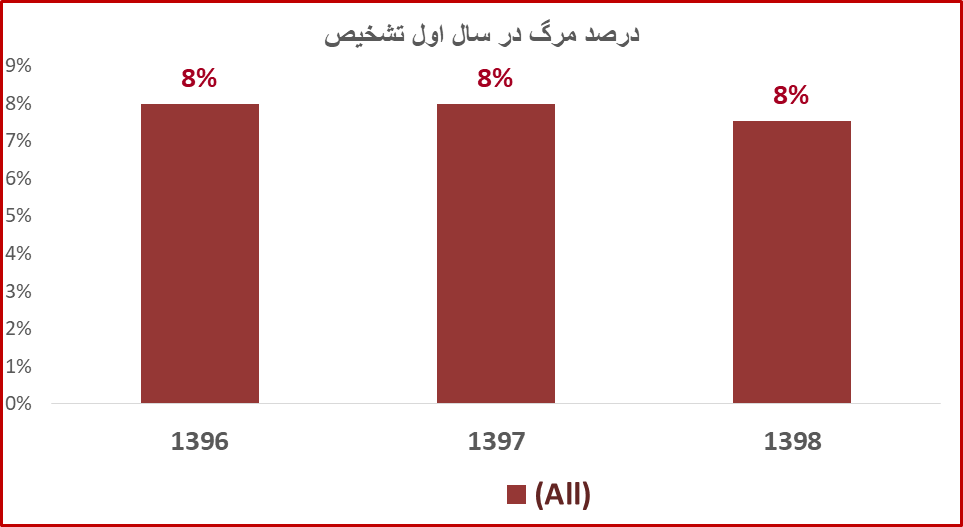 درصد مرگ در سال اول تشخیص
9%
8%
7%
6%
5%
4%
3%
2%
1%
0%
8% 8% 8%
1396 1397 1398
(All)